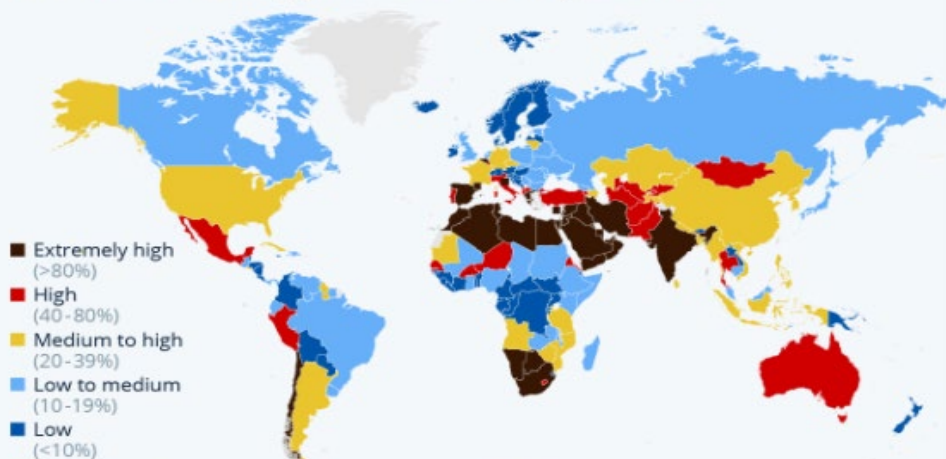 Extremely high
(>80%)
High
(40-80%)
Medium to high
(20-39%)
Low to medium
(10-19%)
Low
(<10%)